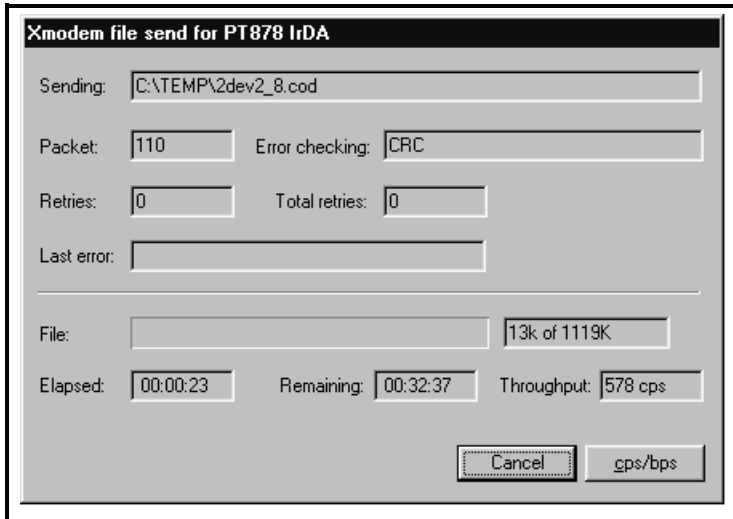 Xmodem file send for PT878 IrDA
Sending: C:\TEMP\2dev2_8.cod
Packet: 110 Error checking: CRC
Retries: 0 Total retries: 0
Last error:
File: 13k of 1119K
Elapsed: 00:00:23 Remaining: 00:32:37 Throughput: 578 cps
Cancel cps/bps